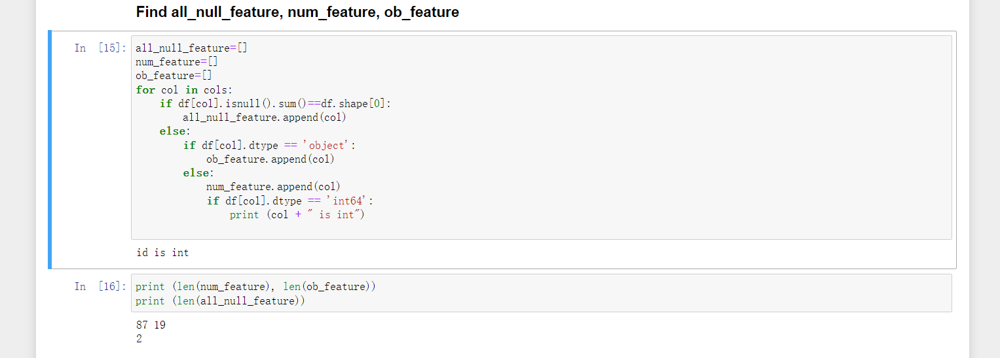 Find all_null_feature, num_feature, ob_feature
In [15]:
all_null_feature=[]
num_feature=[]
ob_feature=[]
for col in cols:
    if df[col].isnull().sum()==df.shape[0]:
        all_null_feature.append(col)
    else:
        if df[col].dtype == 'object':
            ob_feature.append(col)
        else:
            num_feature.append(col)
            if df[col].dtype == 'int64':
                print (col + " is int")
id is int
In [16]:
print (len(num_feature), len(ob_feature))
print (len(all_null_feature))
87 19
2